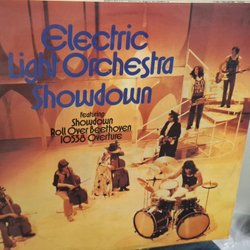 Electric
Light Orchestra
Showdown
Featuring:
Showdown
Roll Over Beethoven
10538 Overture